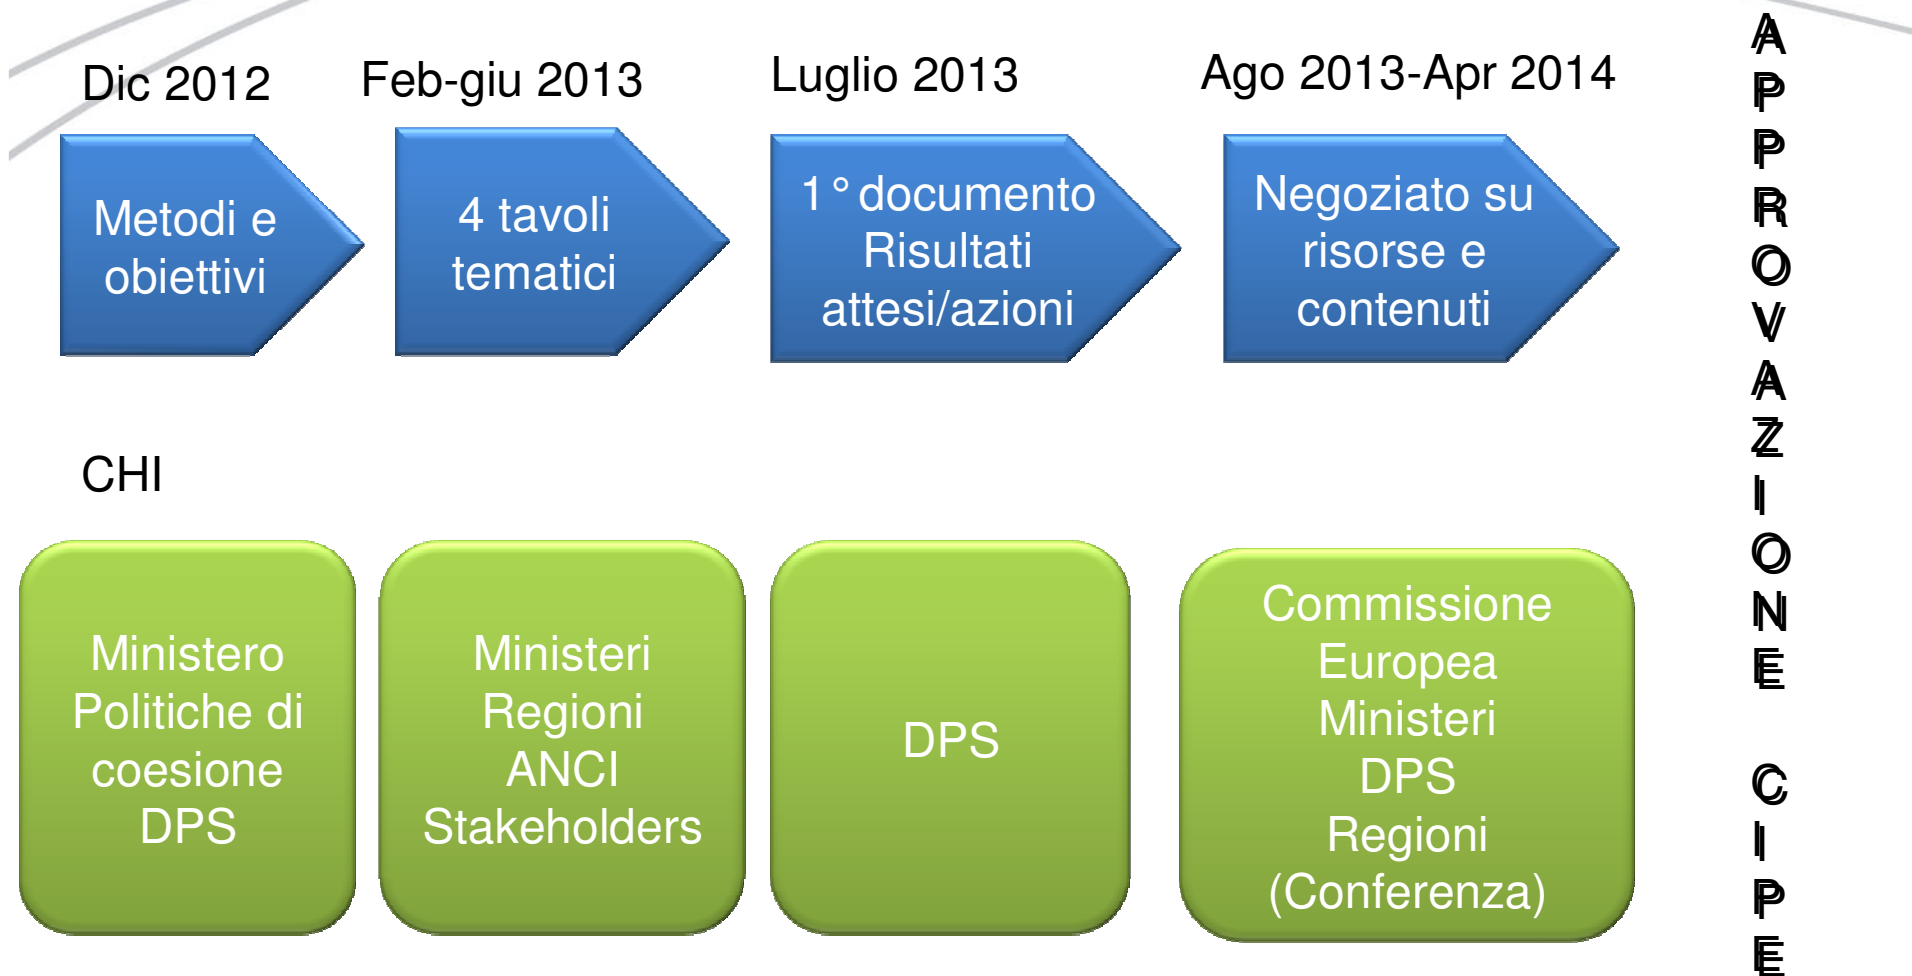 Dic 2012
Feb-giu 2013
Luglio 2013
Ago 2013-Apr 2014
Metodi e
obiettivi
4 tavoli
tematici
1° documento
Risultati
attesi/azioni
Negoziato su
risorse e
contenuti
CHI
Ministero
Politiche di
coesione
DPS
Ministeri
Regioni
ANCI
Stakeholders
DPS
Commissione
Europea
Ministeri
DPS
Regioni
(Conferenza)
APPROVAZIONE CIPE